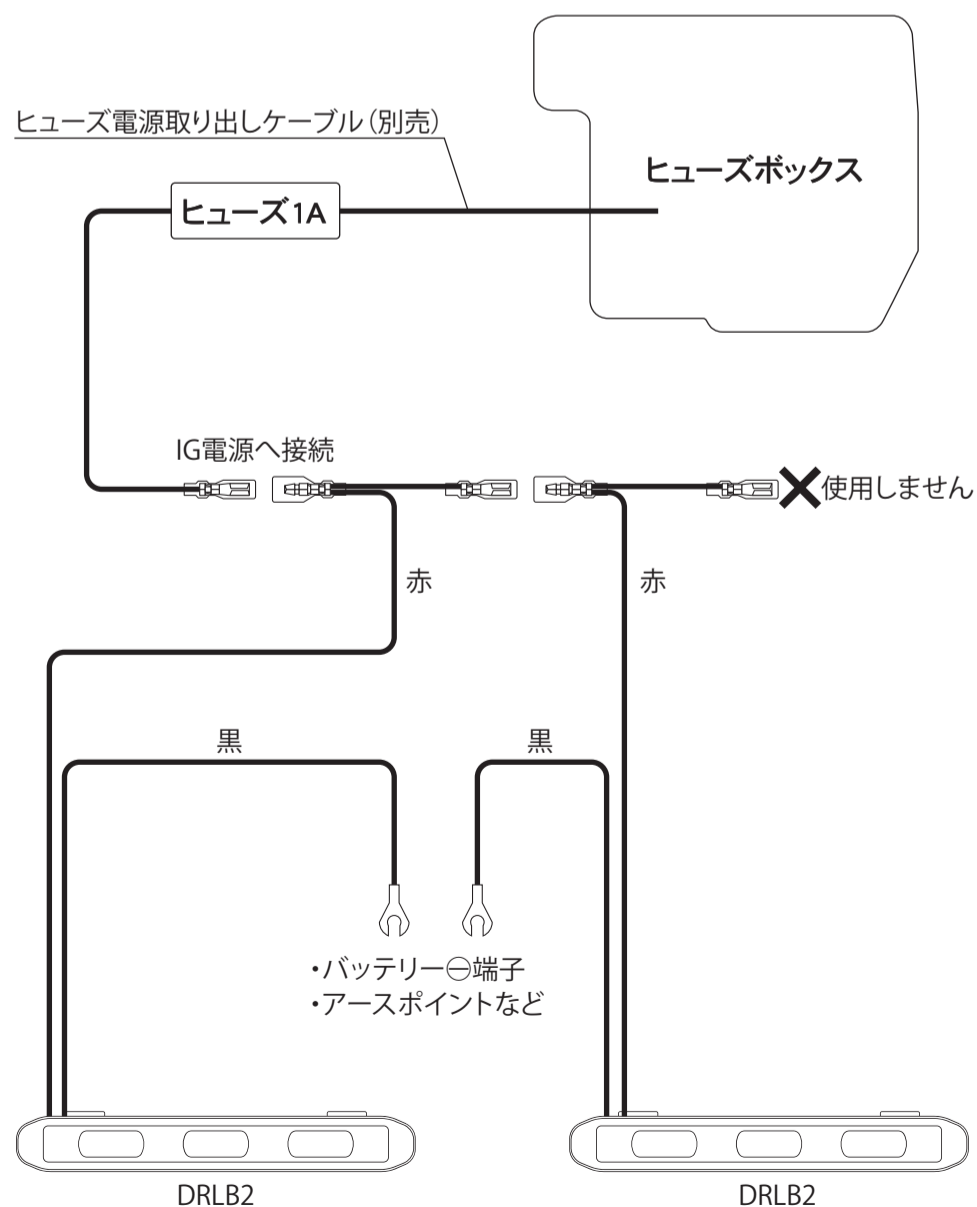 ヒューズ電源取り出しケーブル（別売）
ヒューズボックス
ヒューズ1A
IG電源へ接続
使用しません
赤
赤
黒
黒
・バッテリー⊖端子
・アースポイントなど
DRLB2
DRLB2